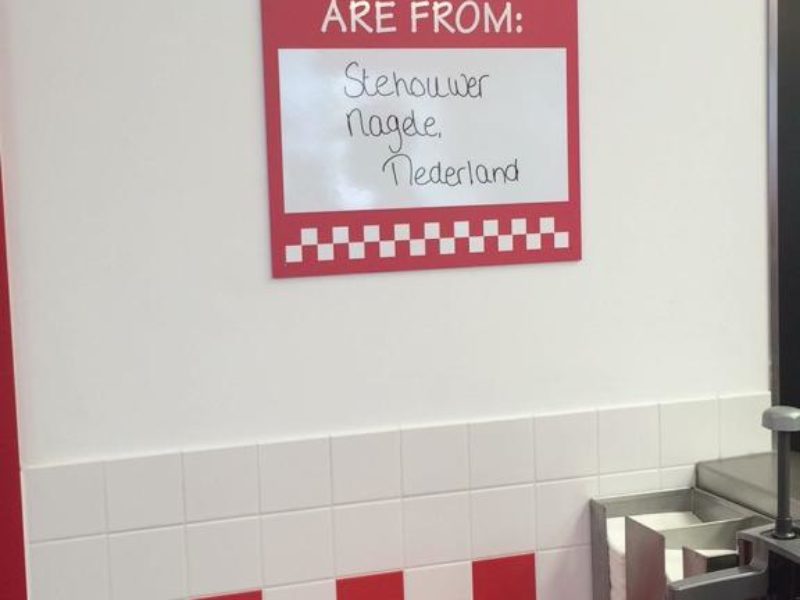 ARE FROM:
Stehouwer
Nagele,
Nederland